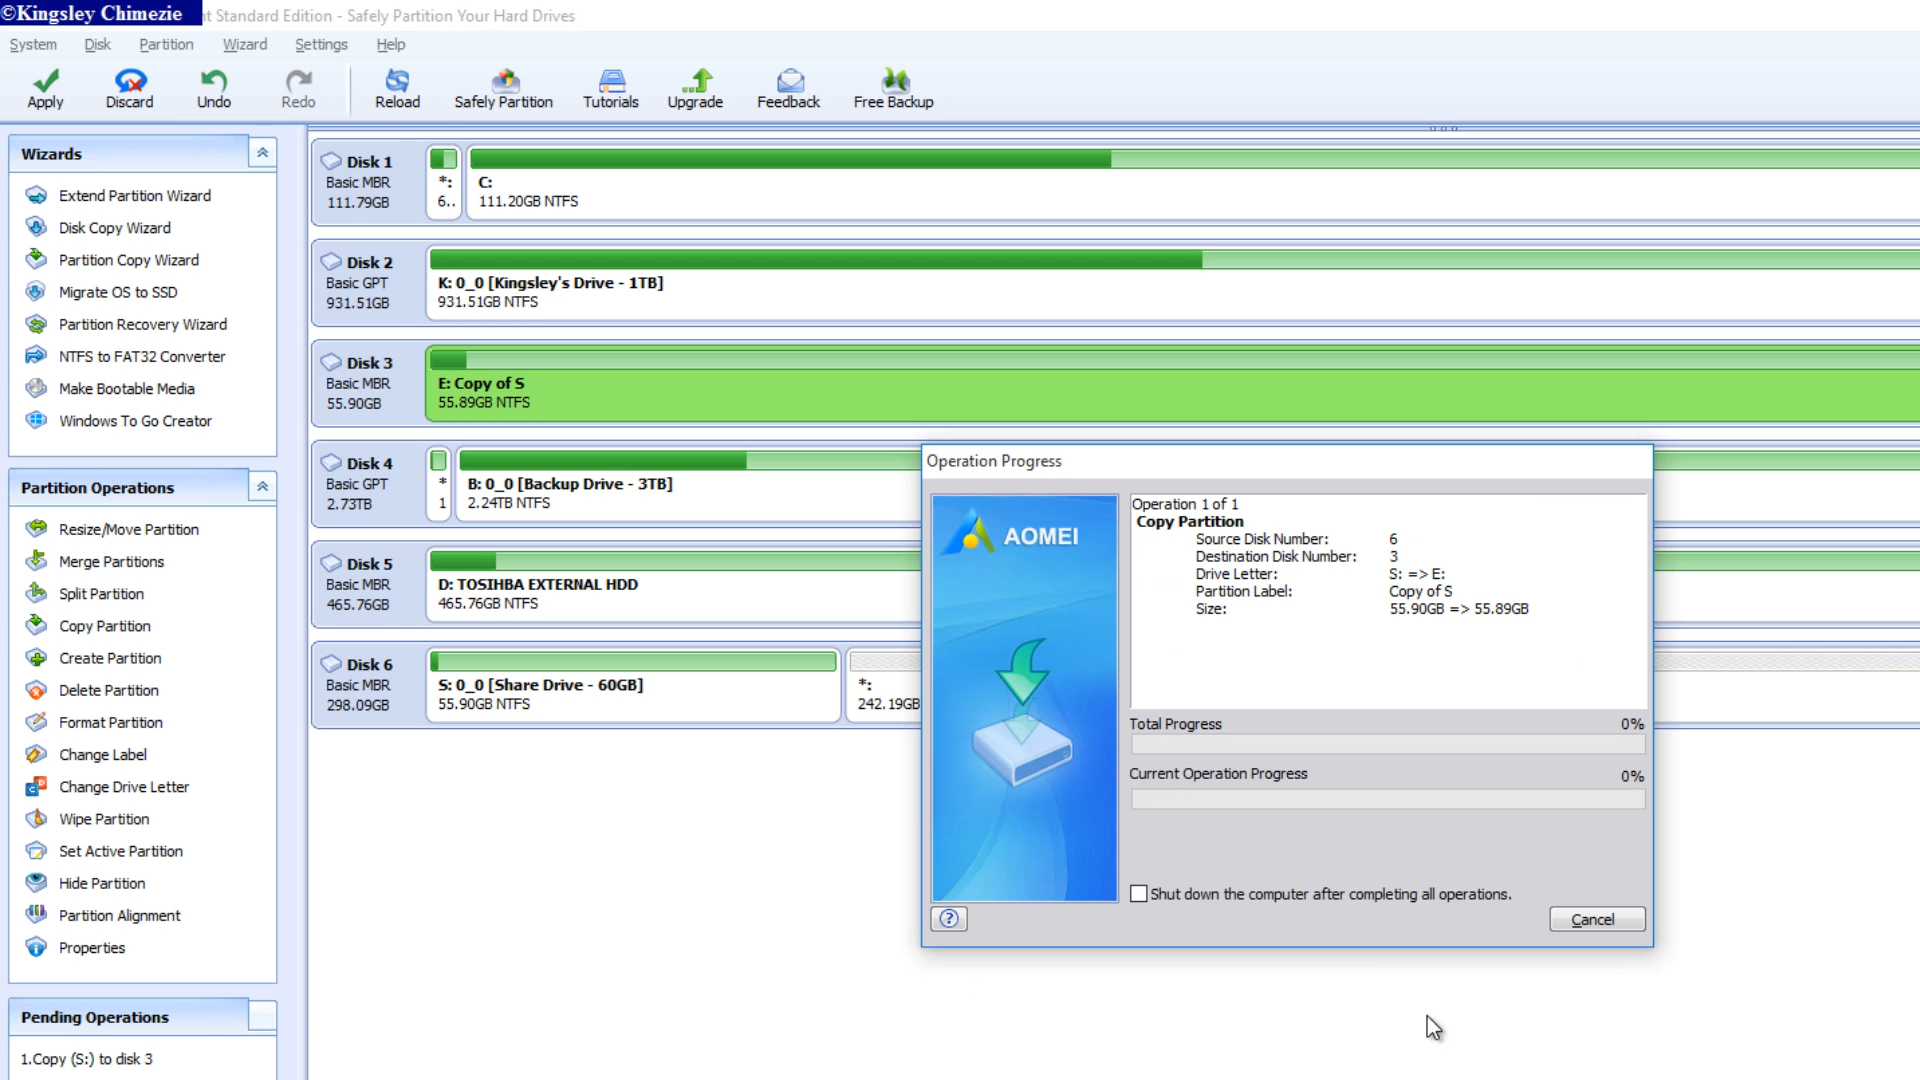 ©Kingsley Chimezie
nt Standard Edition - Safely Partition Your Hard Drives
System Disk Partition Wizard Settings Help
Apply Discard Undo Redo Reload Safely Partition Tutorials Upgrade Feedback Free Backup
Wizards
Extend Partition Wizard
Disk Copy Wizard
Partition Copy Wizard
Migrate OS to SSD
Partition Recovery Wizard
NTFS to FAT32 Converter
Make Bootable Media
Windows To Go Creator
Partition Operations
Resize/Move Partition
Merge Partitions
Split Partition
Copy Partition
Create Partition
Delete Partition
Format Partition
Change Label
Change Drive Letter
Wipe Partition
Set Active Partition
Hide Partition
Partition Alignment
Properties
Pending Operations
1.Copy (S:) to disk 3
Disk 1
Basic MBR
111.79GB
*:
6..
C:
111.20GB NTFS
Disk 2
Basic GPT
931.51GB
K: 0_0 [Kingsley's Drive - 1TB]
931.51GB NTFS
Disk 3
Basic MBR
55.90GB
E: Copy of S
55.89GB NTFS
Disk 4
Basic GPT
2.73TB
*
1
B: 0_0 [Backup Drive - 3TB]
2.24TB NTFS
Disk 5
Basic MBR
465.76GB
D: TOSIHBA EXTERNAL HDD
465.76GB NTFS
Disk 6
Basic MBR
298.09GB
S: 0_0 [Share Drive - 60GB]
55.90GB NTFS
*:
242.19GB
Operation Progress
AOMEI
Operation 1 of 1
Copy Partition
Source Disk Number: 6
Destination Disk Number: 3
Drive Letter: S: => E:
Partition Label: Copy of S
Size: 55.90GB => 55.89GB
Total Progress 0%
Current Operation Progress 0%
Shut down the computer after completing all operations.
Cancel